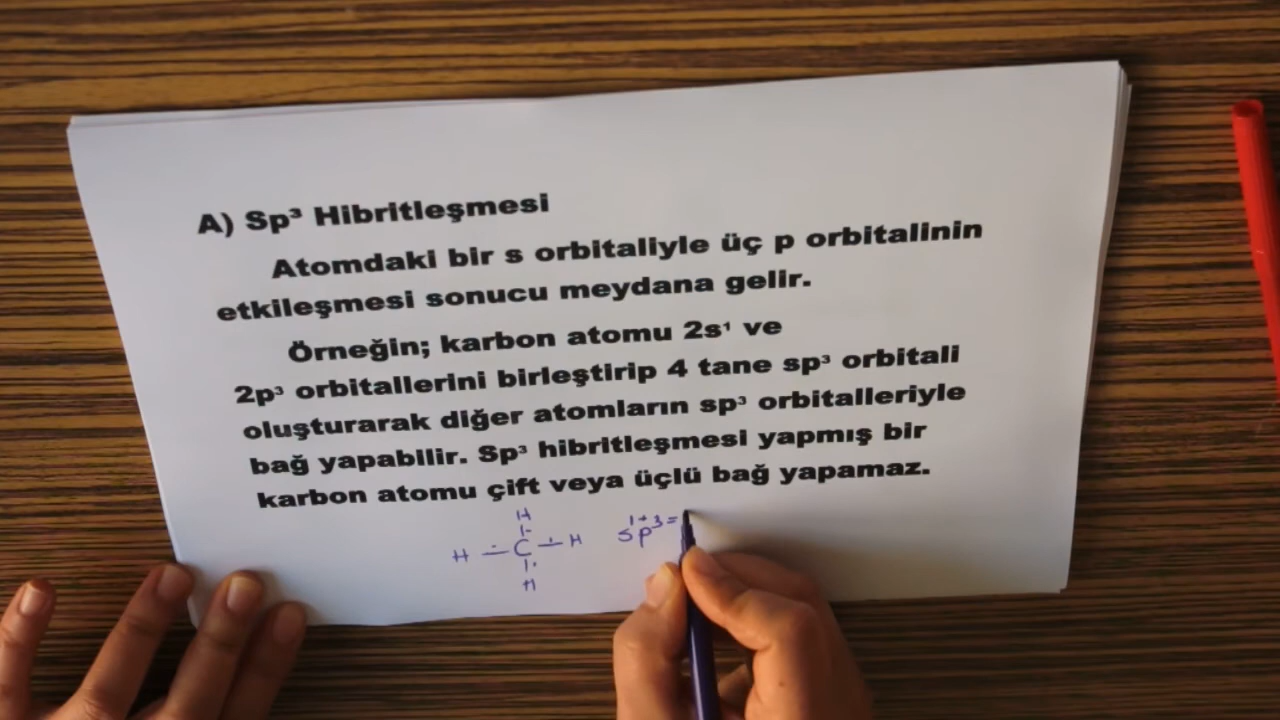 A) Sp³ Hibritleşmesi
Atomdaki bir s orbitaliyle üç p orbitalinin
etkileşmesi sonucu meydana gelir.
Örneğin; karbon atomu 2s¹ ve
2p³ orbitallerini birleştirip 4 tane sp³ orbitali
oluşturarak diğer atomların sp³ orbitalleriyle
bağ yapabilir. Sp³ hibritleşmesi yapmış bir
karbon atomu çift veya üçlü bağ yapamaz.
H
H C H
H
s¹⁺p³=